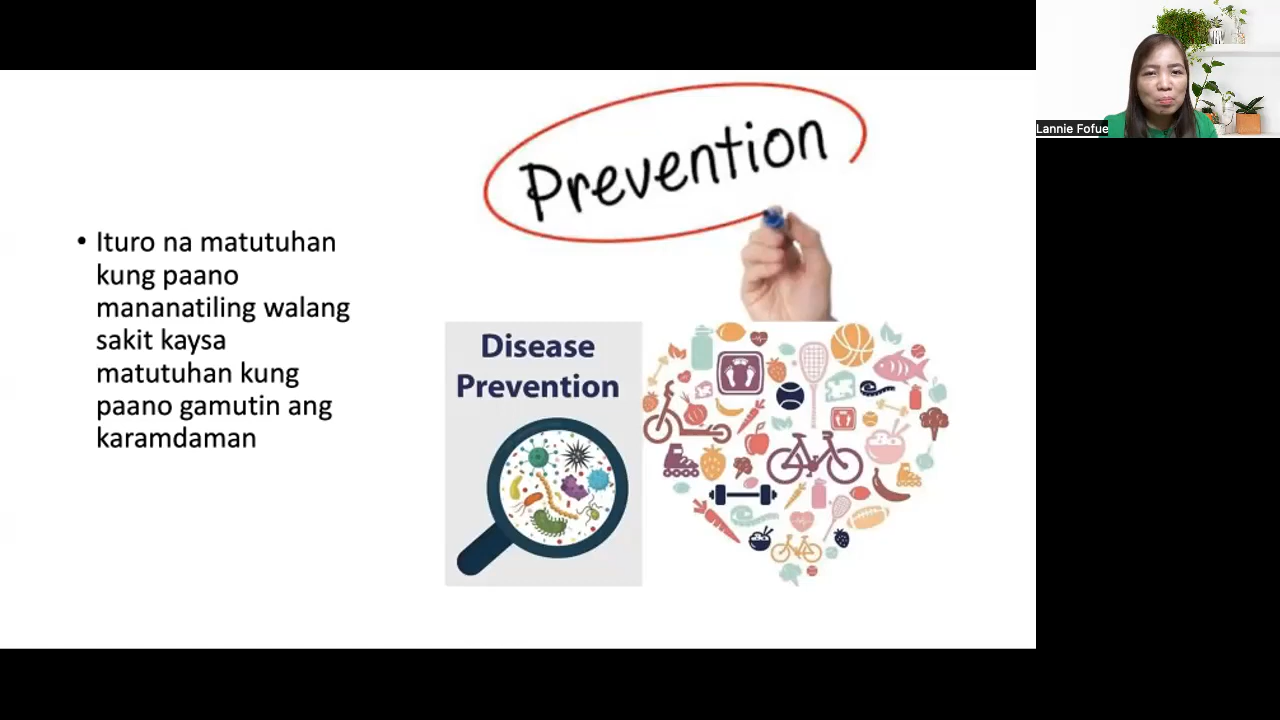 Prevention
• Ituro na matutuhan
kung paano
mananatiling walang
sakit kaysa
matutuhan kung
paano gamutin ang
karamdaman
Disease
Prevention
Lannie Fofue